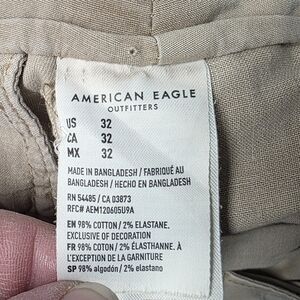 AMERICAN EAGLE
OUTFITTERS
US 32
CA 32
MX 32
MADE IN BANGLADESH / FABRIQUÉ AU
BANGLADESH / HECHO EN BANGLADESH
RN 54485 / CA 03873
RFC# AEM120605U9A
EN 98% COTTON / 2% ELASTANE.
EXCLUSIVE OF DECORATION
FR 98% COTON / 2% ÉLASTHANNE. À
L'EXCEPTION DE LA GARNITURE
SP 98% algodón / 2% elastano